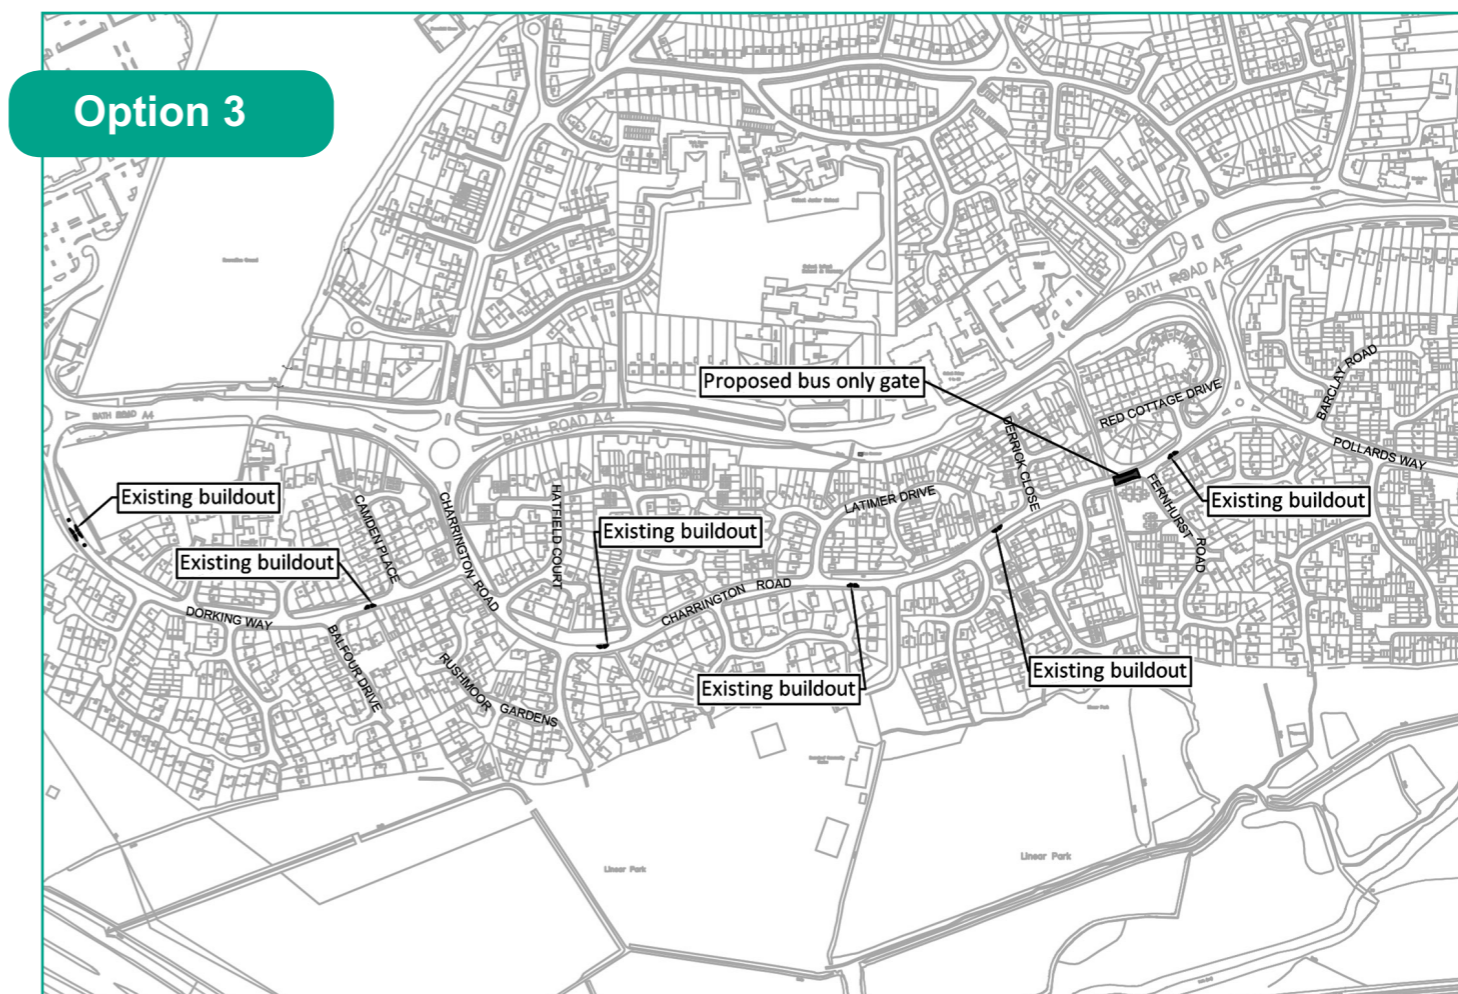 Option 3
BATH ROAD A4
Proposed bus only gate
BARCLAY ROAD
RED COTTAGE DRIVE
BATH ROAD A4
BATH ROAD A4
DERRICK CLOSE
POLLARDS WAY
Existing buildout
CAMDEN PLACE
CHARRINGTON ROAD
HATFIELD COURT
LATIMER DRIVE
FERNHURST ROAD
Existing buildout
Existing buildout
Existing buildout
CHARRINGTON ROAD
DORKING WAY
BALFOUR DRIVE
RUSHMOOR GARDENS
Existing buildout
Existing buildout
Linear Park
Linear Park